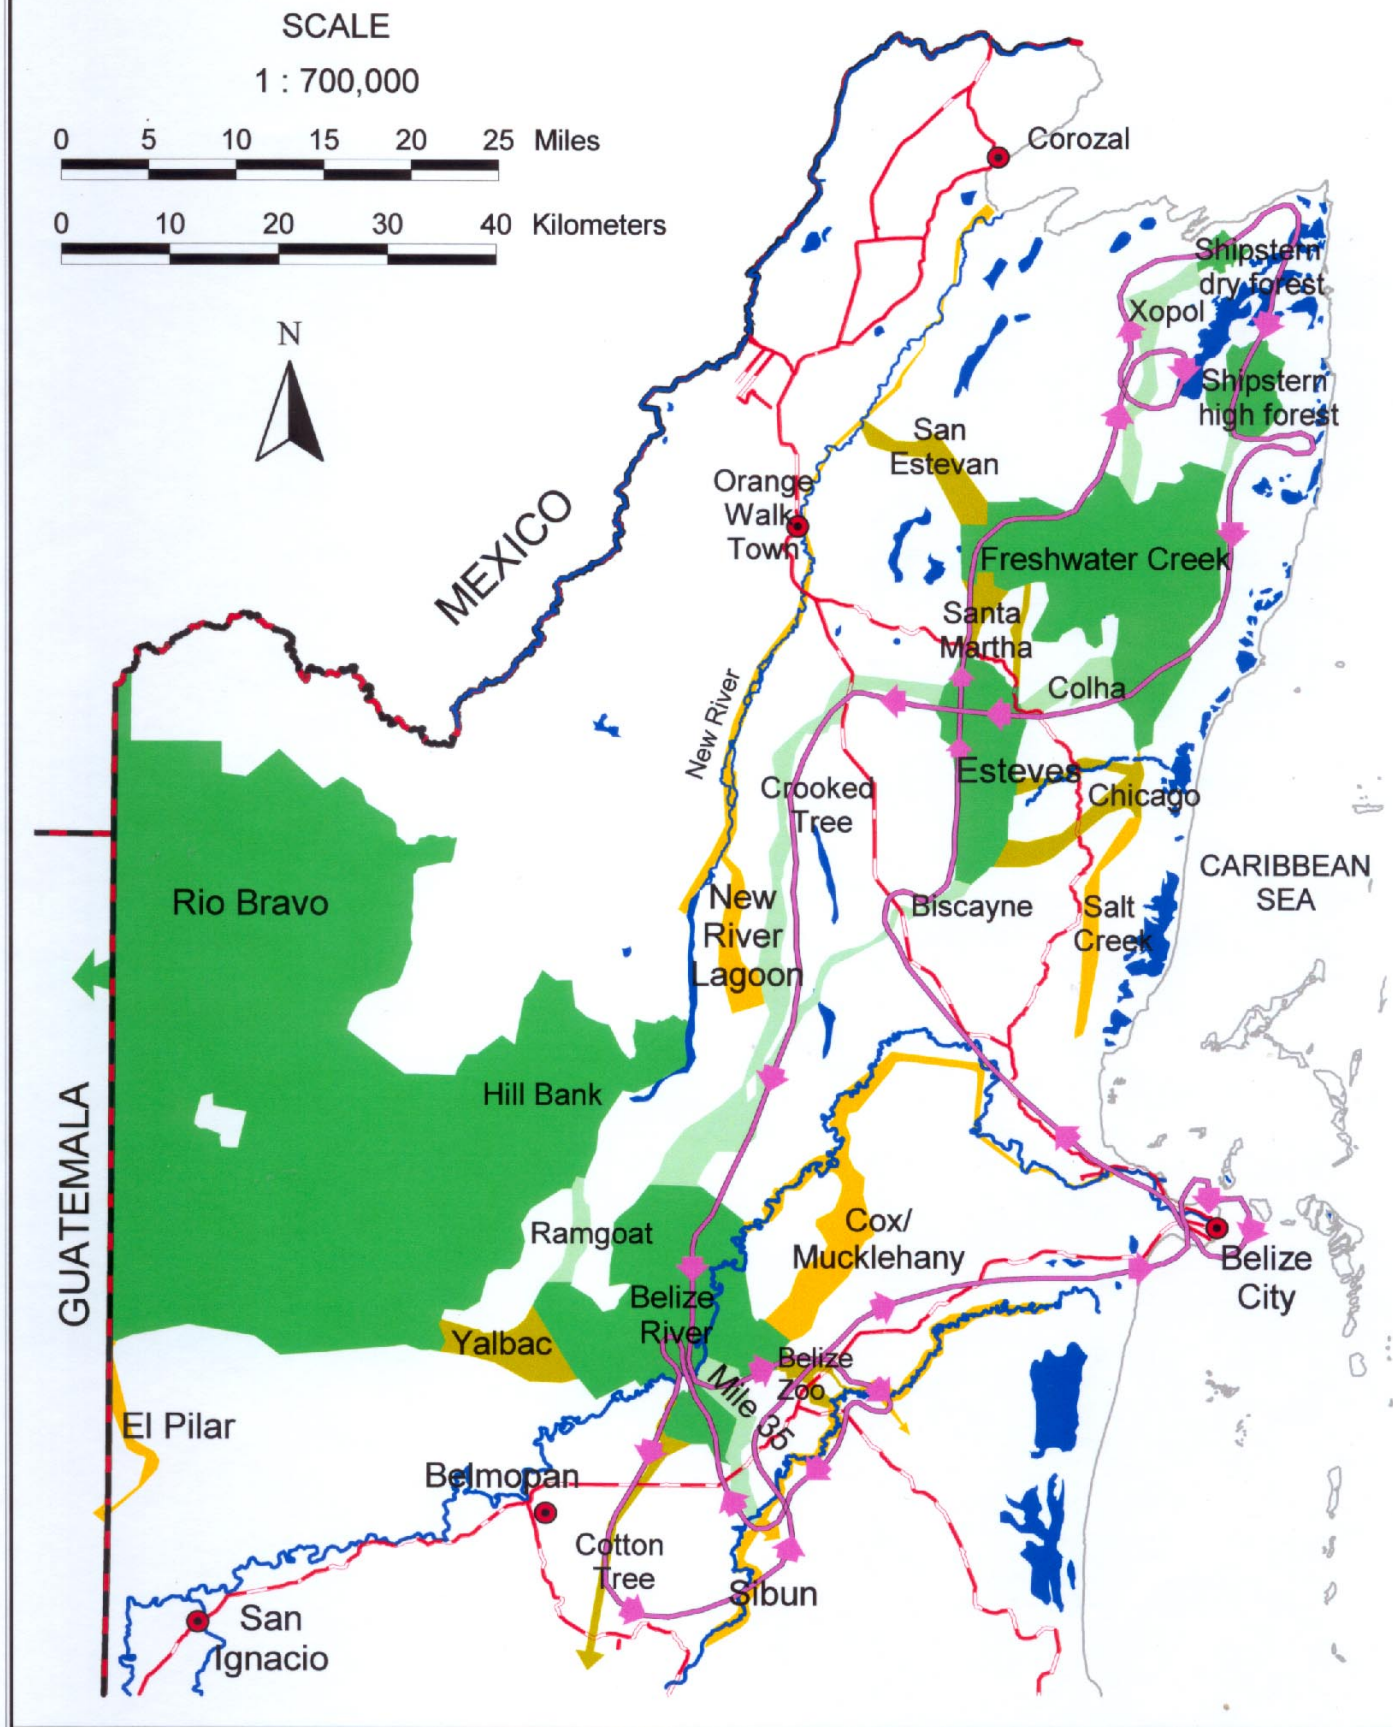 SCALE
1 : 700,000
0 5 10 15 20 25 Miles
0 10 20 30 40 Kilometers
N
Corozal
Shipstern
dry forest
Xopol
Shipstern
high forest
San
Estevan
Orange
Walk
Town
MEXICO
Freshwater Creek
Santa
Martha
Colha
New River
Esteves
Crooked
Tree
Chicago
CARIBBEAN
SEA
Rio Bravo
New
River
Lagoon
Biscayne
Salt
Creek
Hill Bank
GUATEMALA
Ramgoat
Cox/
Mucklehany
Belize
City
Belize
River
Yalbac
Belize
Zoo
Mile 35
El Pilar
Belmopan
Cotton
Tree
Sibun
San
Ignacio